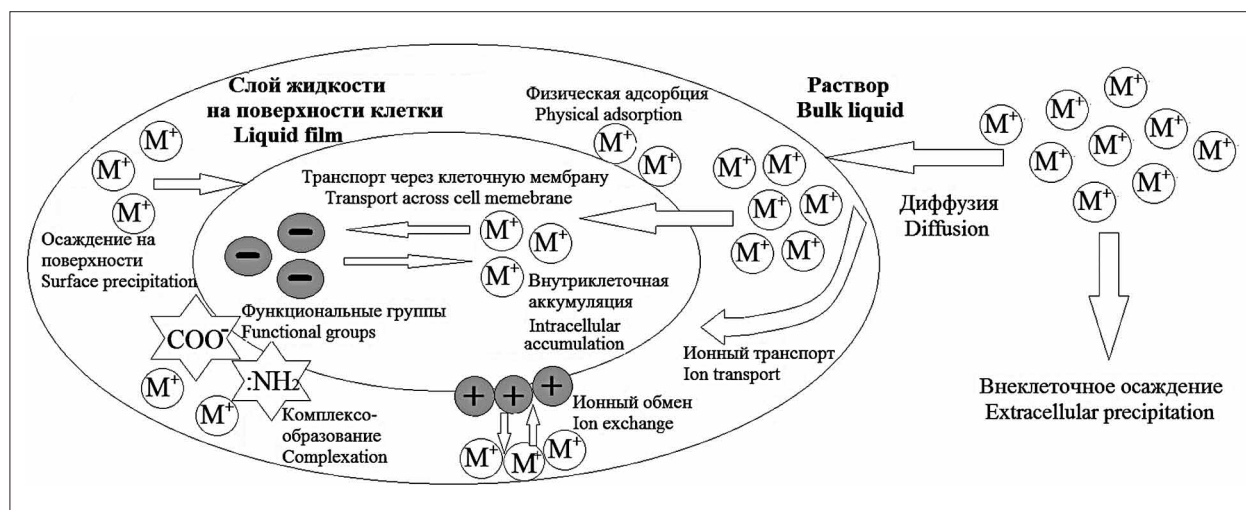 Слой жидкости
на поверхности клетки
Liquid film
Физическая адсорбция
Physical adsorption
Раствор
Bulk liquid
M⁺
M⁺
M⁺
M⁺
M⁺
M⁺
M⁺
M⁺
M⁺
Диффузия
Diffusion
Внеклеточное осаждение
Extracellular precipitation
M⁺
M⁺
M⁺
Осаждение на
поверхности
Surface precipitation
M⁺
M⁺
M⁺
M⁺
M⁺
M⁺
M⁺
M⁺
M⁺
Транспорт через клеточную мембрану
Transport across cell memebrane
M⁺
M⁺
M⁺
Внутриклеточная
аккумуляция
Intracellular
accumulation
−
−
−
Функциональные группы
Functional groups
Ионный транспорт
Ion transport
COO⁻
:NH₂
M⁺
M⁺
Комплексо-
образование
Complexation
+
+
+
Ионный обмен
Ion exchange
M⁺
M⁺
M⁺